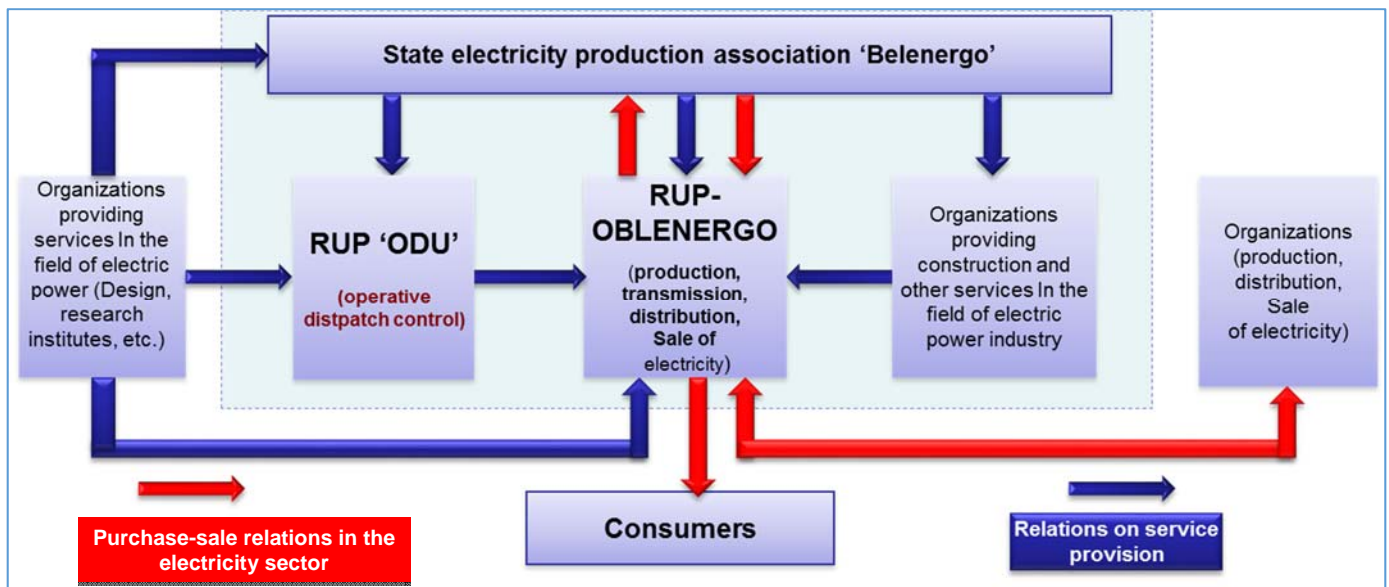 State electricity production association ‘Belenergo’
Organizations
providing
services In the
field of electric
power (Design,
research
institutes, etc.)
RUP ‘ODU’
(operative
distpatch control)
RUP-
OBLENERGO
(production,
transmission,
distribution,
Sale of
electricity)
Organizations
providing
construction and
other services In the
field of electric
power industry
Organizations
(production,
distribution,
Sale
of electricity)
Purchase-sale relations in the
electricity sector
Consumers
Relations on service
provision